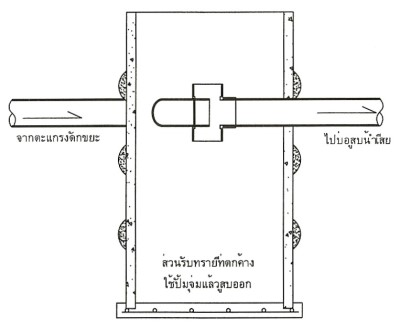 จากตะแกรงดักขยะ
ไปบ่อสูบน้ำเสีย
ส่วนรับทรายที่ตกค้าง
ใช้ปั้มจุ่มแล้วสูบออก